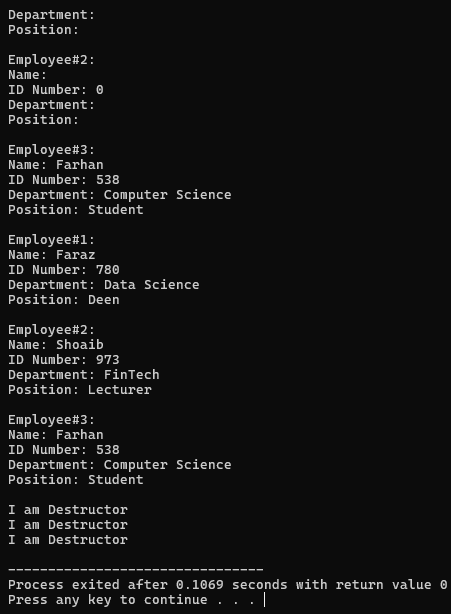 Department:
Position:
Employee#2:
Name:
ID Number: 0
Department:
Position:
Employee#3:
Name: Farhan
ID Number: 538
Department: Computer Science
Position: Student
Employee#1:
Name: Faraz
ID Number: 780
Department: Data Science
Position: Deen
Employee#2:
Name: Shoaib
ID Number: 973
Department: FinTech
Position: Lecturer
Employee#3:
Name: Farhan
ID Number: 538
Department: Computer Science
Position: Student
I am Destructor
I am Destructor
I am Destructor
--------------------------------
Process exited after 0.1069 seconds with return value 0
Press any key to continue . . .